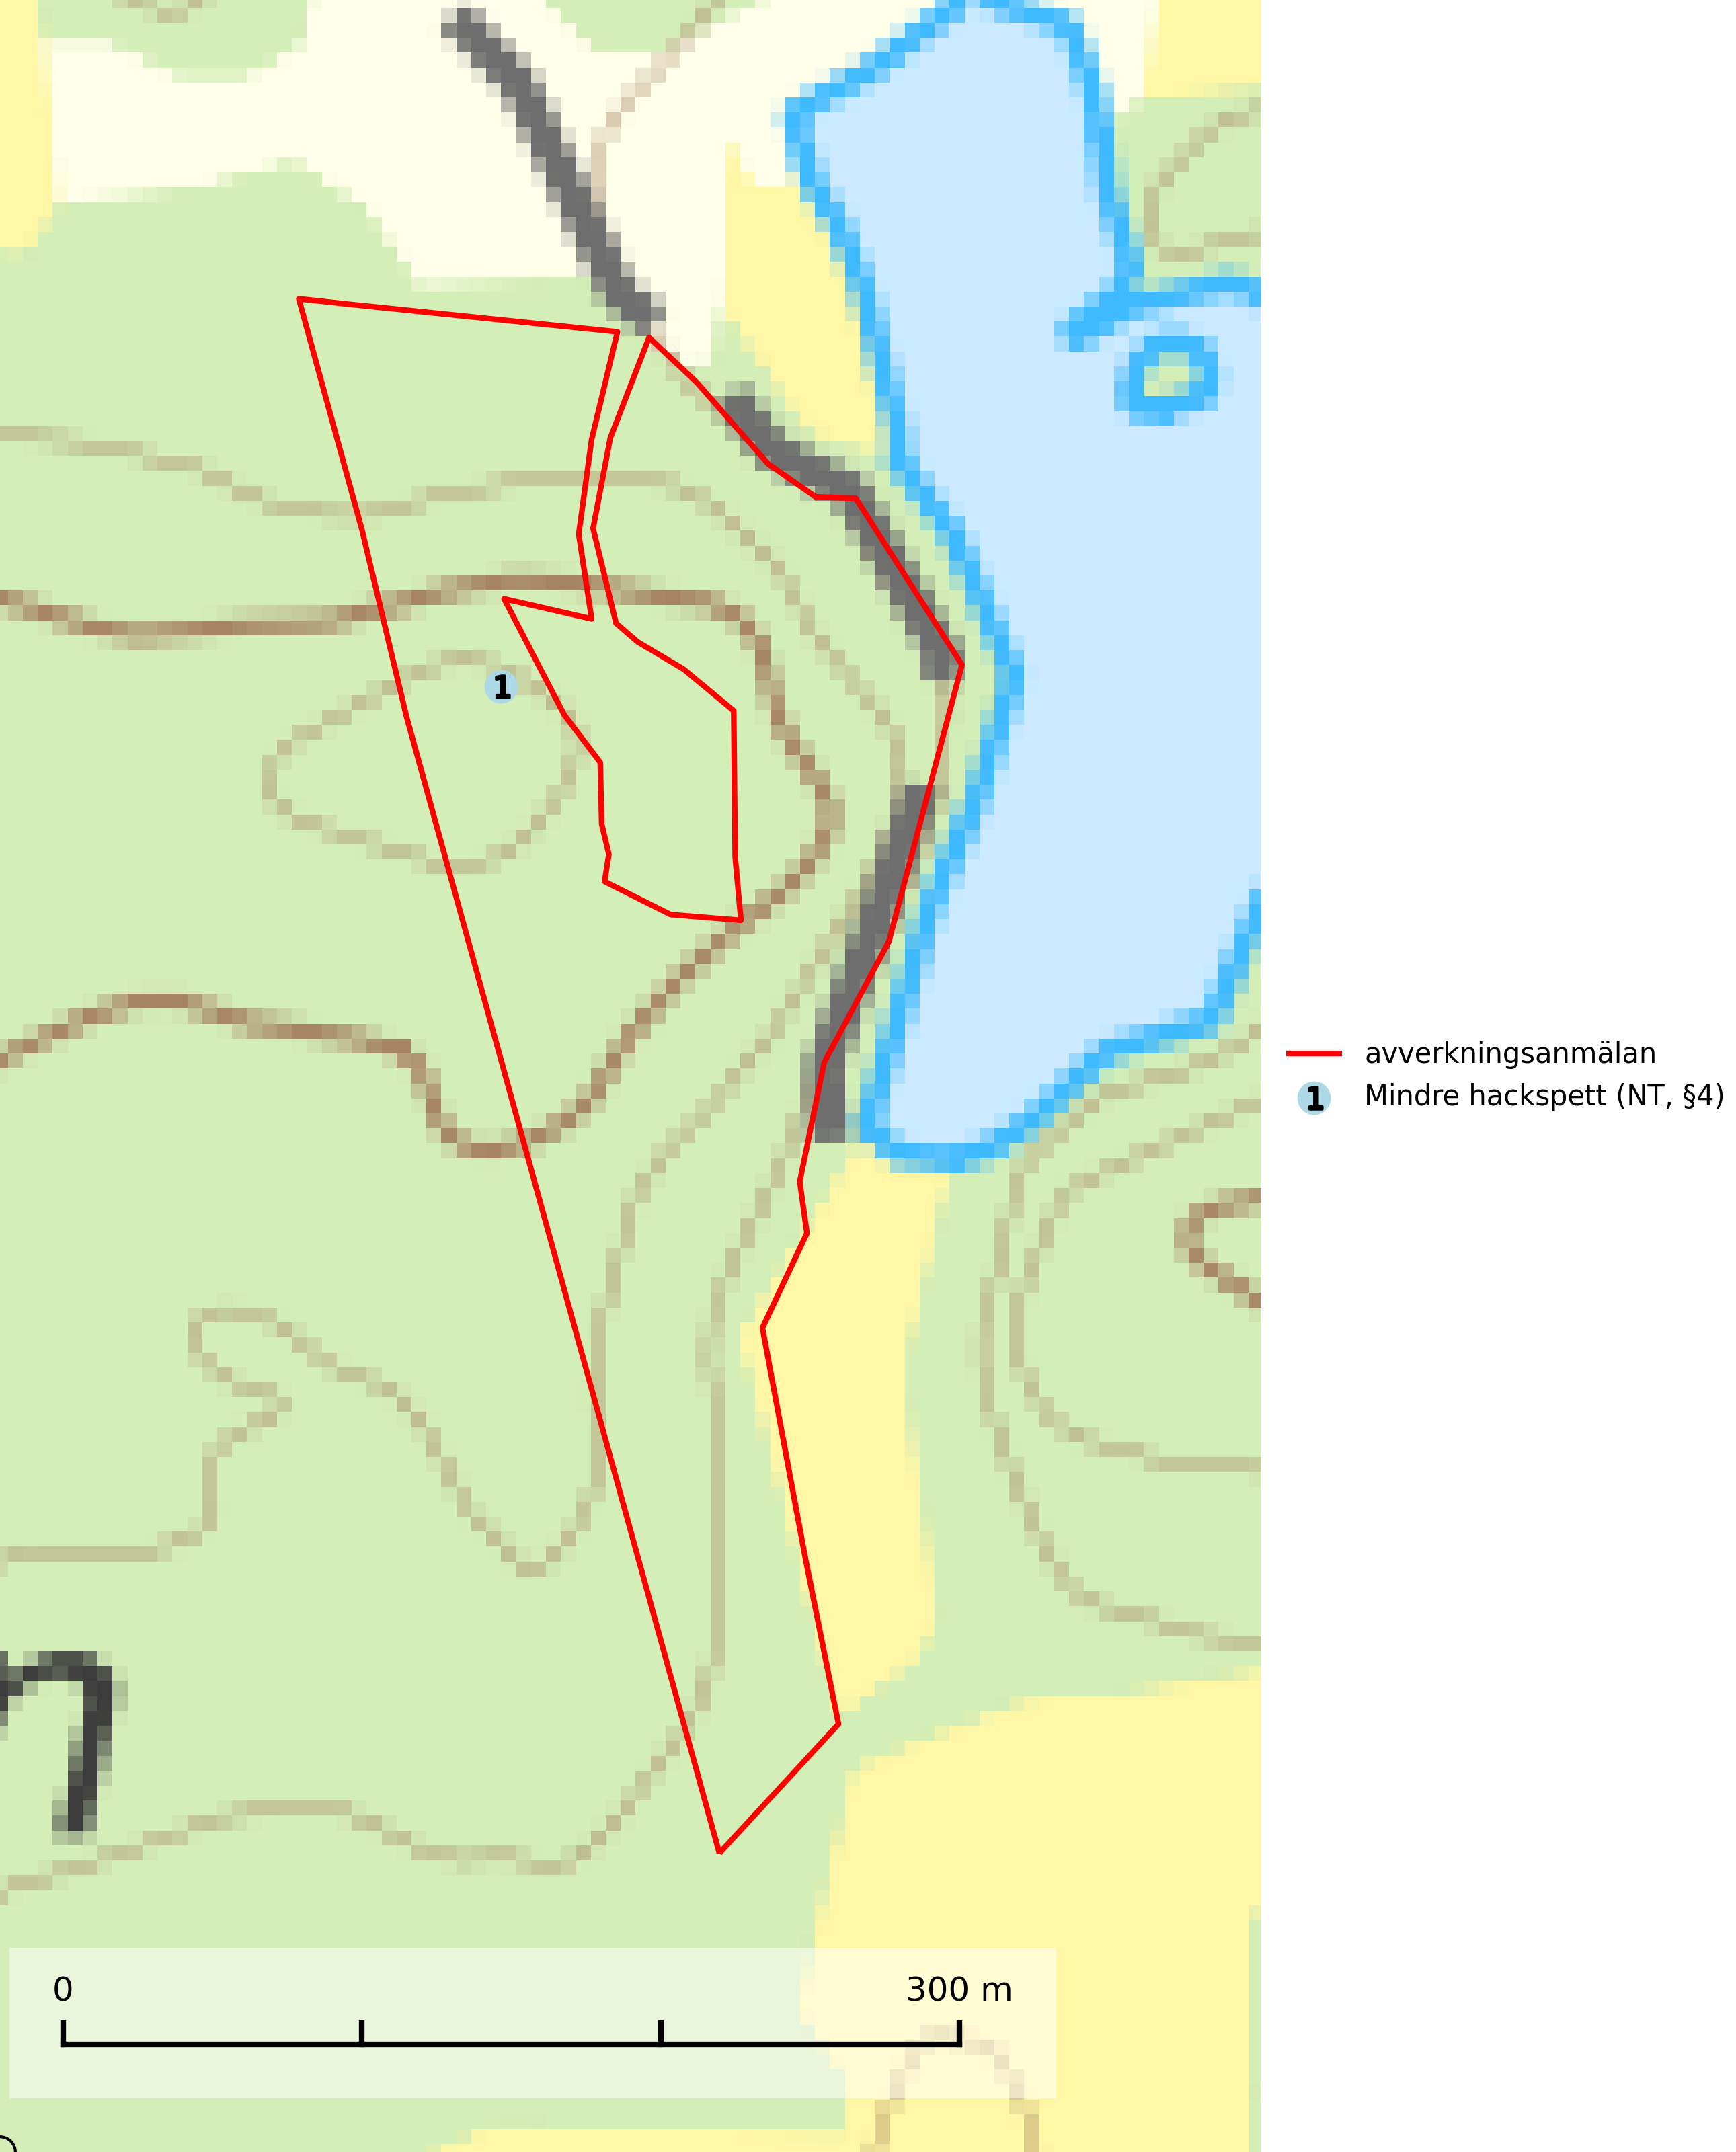 1
avverkningsanmälan
1 Mindre hackspett (NT, §4)
0 300 m